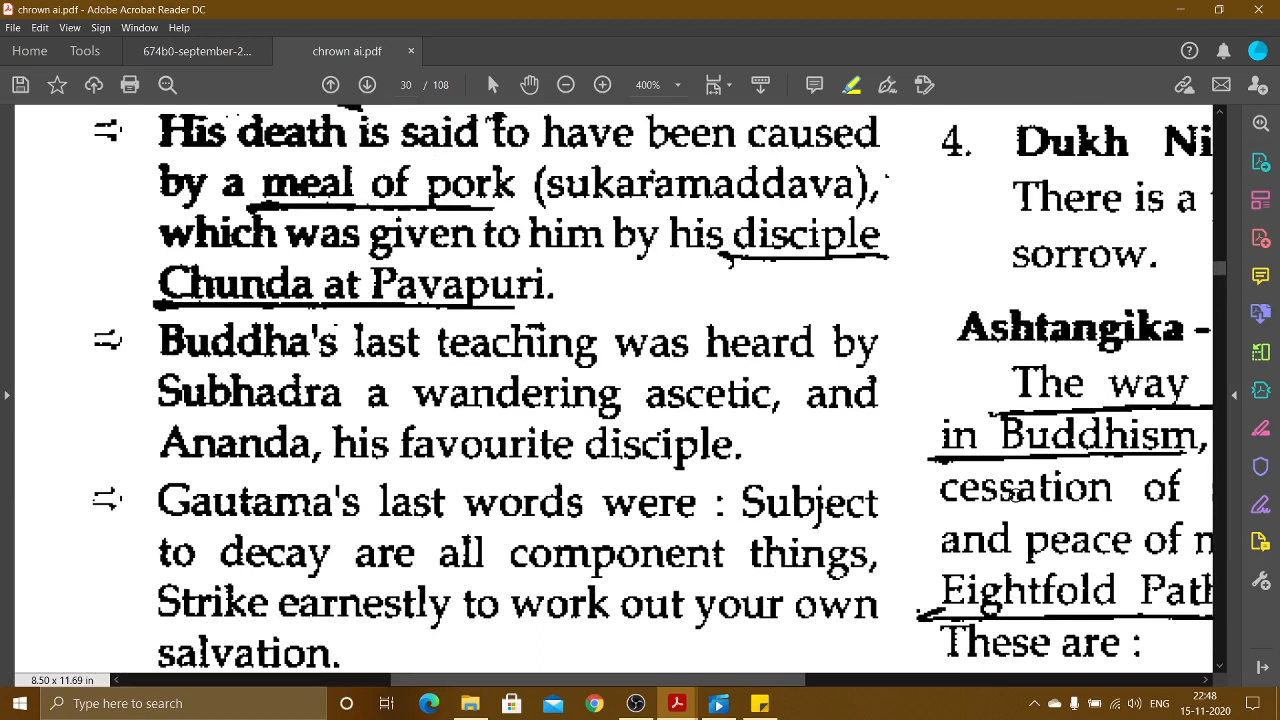 chrown ai.pdf - Adobe Acrobat Reader DC
File Edit View Sign Window Help
Home Tools 674b0-september-2... chrown ai.pdf ×
30 / 108 400%
His death is said to have been caused
by a meal of pork (sukaramaddava),
which was given to him by his disciple
Chunda at Pavapuri.
Buddha's last teaching was heard by
Subhadra a wandering ascetic, and
Ananda, his favourite disciple.
Gautama's last words were : Subject
to decay are all component things,
Strike earnestly to work out your own
salvation.
4. Dukh Ni
There is a
sorrow.
Ashtangika -
The way
in Buddhism,
cessation of
and peace of
Eightfold Path
These are :
8.50 x 11.69 in
Type here to search
22:48
15-11-2020